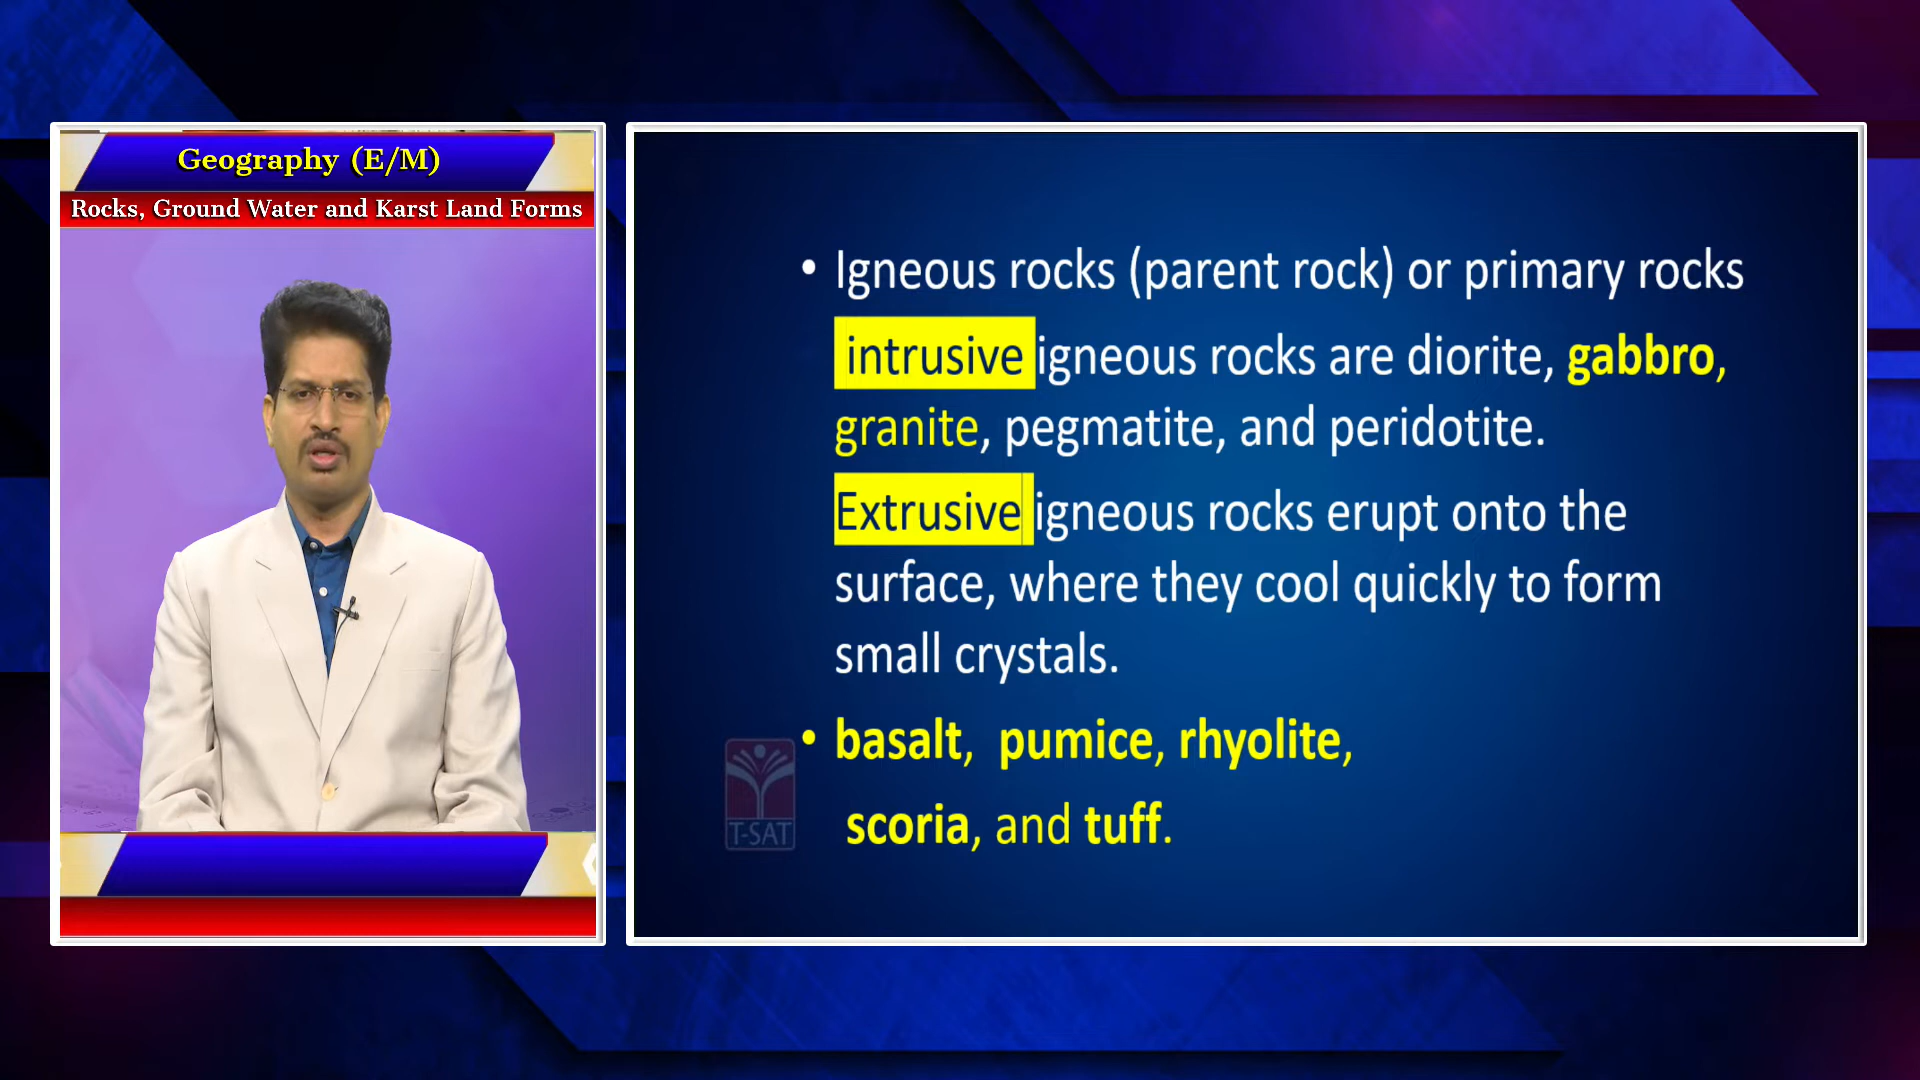 Geography (E/M)
Rocks, Ground Water and Karst Land Forms
• Igneous rocks (parent rock) or primary rocks
intrusive igneous rocks are diorite, gabbro,
granite, pegmatite, and peridotite.
Extrusive igneous rocks erupt onto the
surface, where they cool quickly to form
small crystals.
• basalt, pumice, rhyolite,
scoria, and tuff.
T-SAT